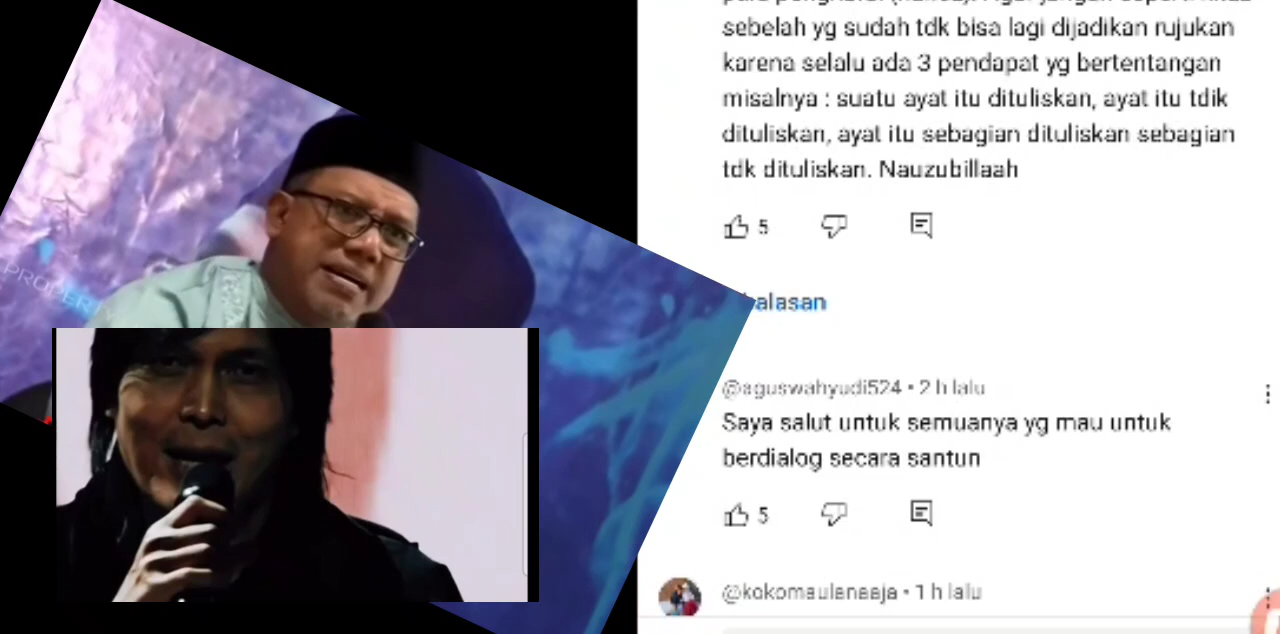 sebelah yg sudah tdk bisa lagi dijadikan rujukan
karena selalu ada 3 pendapat yg bertentangan
misalnya : suatu ayat itu dituliskan, ayat itu tdik
dituliskan, ayat itu sebagian dituliskan sebagian
tdk dituliskan. Nauzubillaah
5
balasan
@aguswahyudi524 • 2 h lalu
Saya salut untuk semuanya yg mau untuk
berdialog secara santun
5
@kokomaulanaaja • 1 h lalu
PROPER